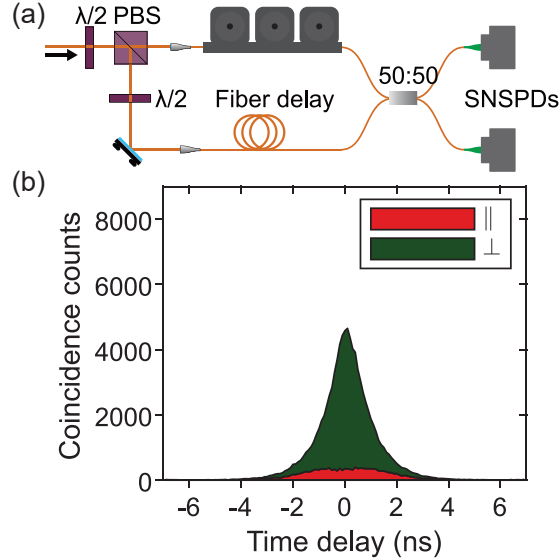 (a)
λ/2 PBS
50:50
λ/2
Fiber delay
SNSPDs
(b)
8000
6000
4000
2000
0
Coincidence counts
||
⊥
-6 -4 -2 0 2 4 6
Time delay (ns)